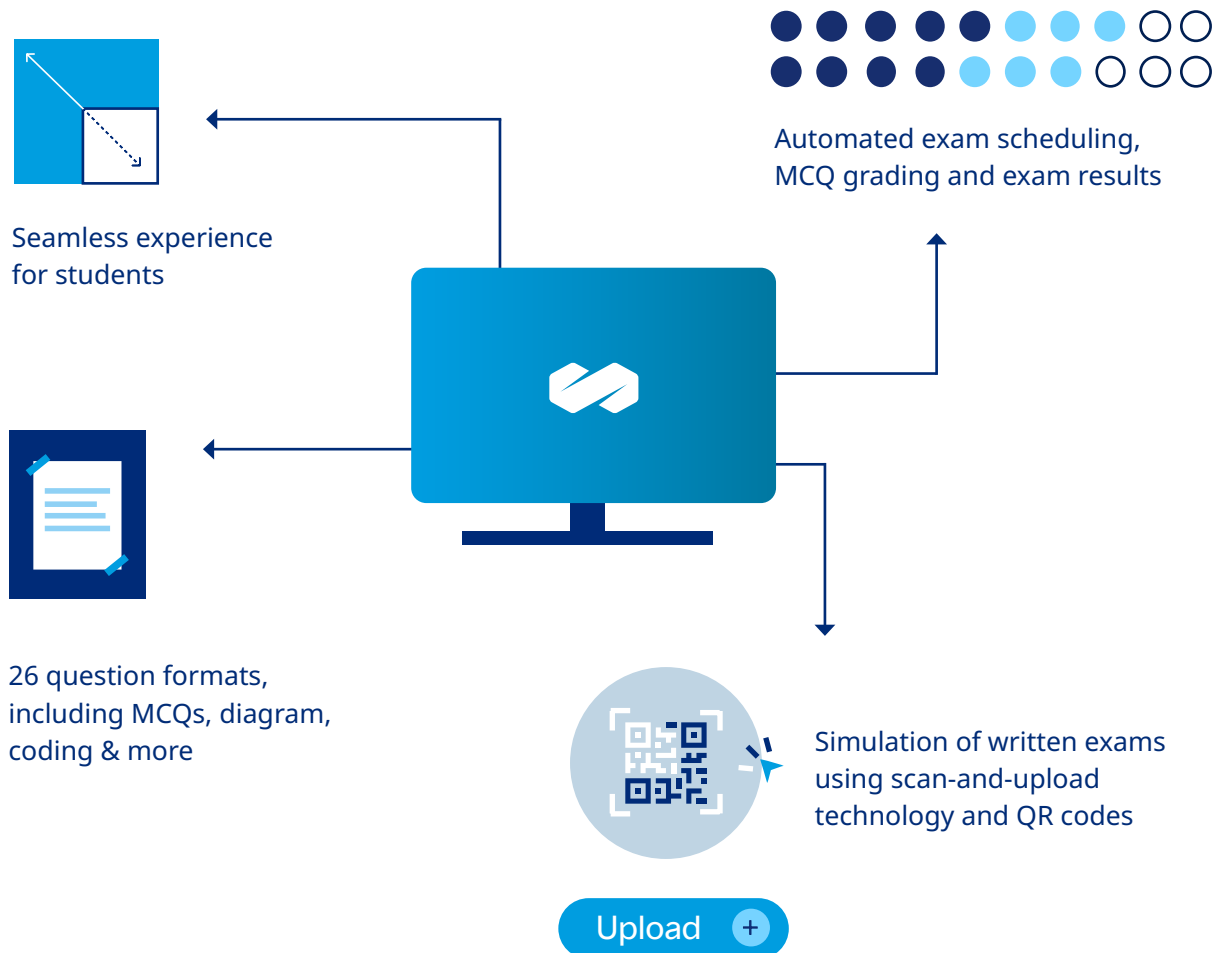 Automated exam scheduling,
MCQ grading and exam results
Seamless experience
for students
26 question formats,
including MCQs, diagram,
coding & more
Simulation of written exams
using scan-and-upload
technology and QR codes
Upload +